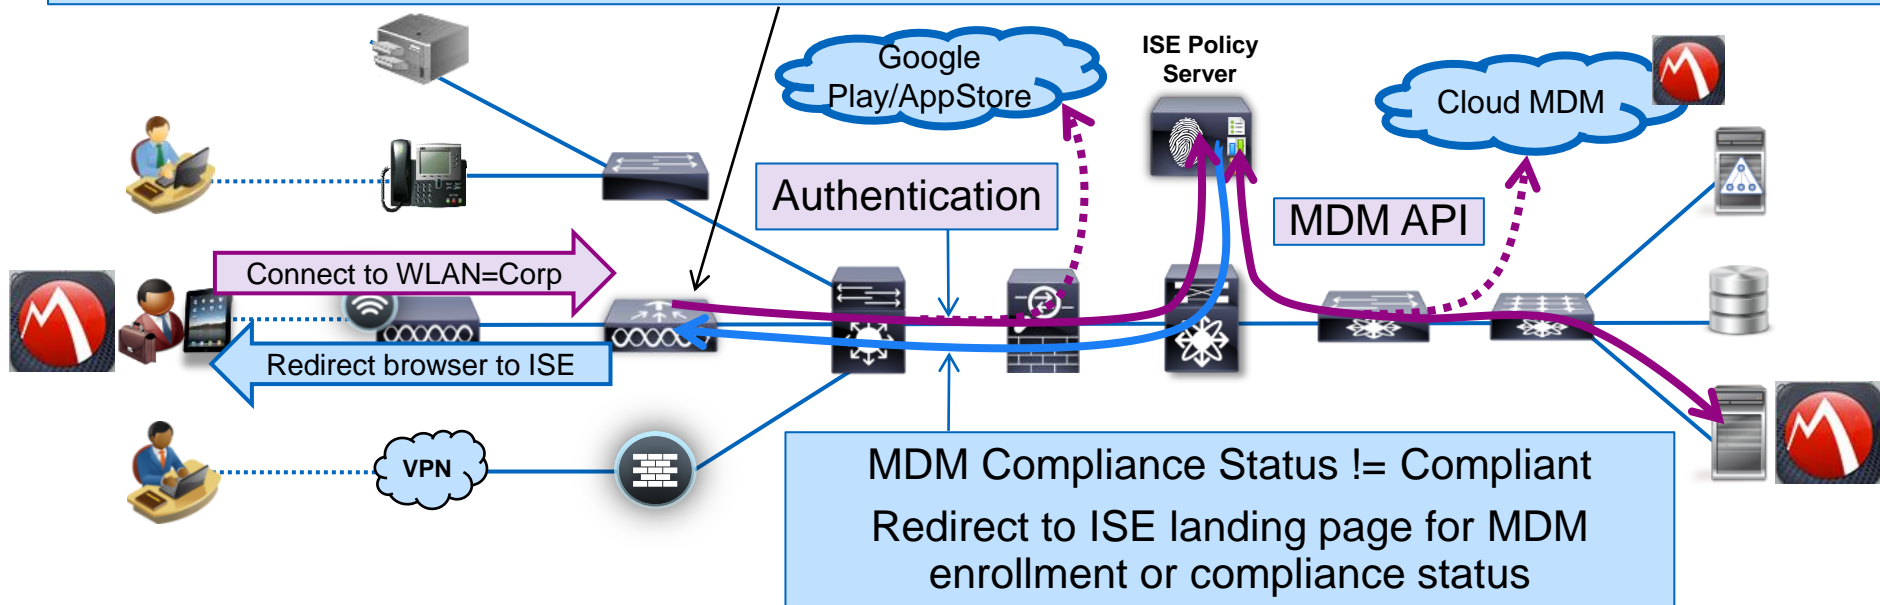 Google
Play/AppStore
ISE Policy
Server
Cloud MDM
Authentication
MDM API
Connect to WLAN=Corp
Redirect browser to ISE
VPN
MDM Compliance Status != Compliant
Redirect to ISE landing page for MDM
enrollment or compliance status